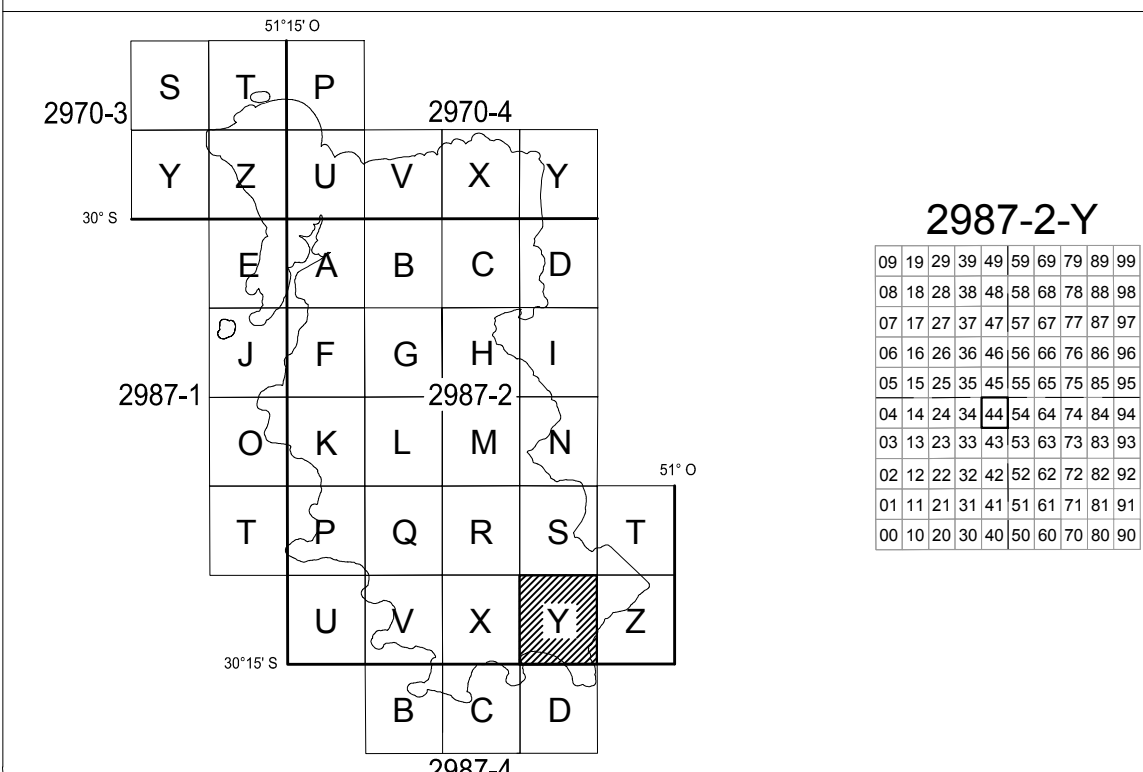 51°15' O
S T P
2970-3 2970-4
Y Z U V X Y
30° S
E A B C D
J F G H I
2987-1 2987-2
O K L M N
51° O
T P Q R S T
U V X Y Z
30°15' S
B C D
2987-4
2987-2-Y
09 19 29 39 49 59 69 79 89 99
08 18 28 38 48 58 68 78 88 98
07 17 27 37 47 57 67 77 87 97
06 16 26 36 46 56 66 76 86 96
05 15 25 35 45 55 65 75 85 95
04 14 24 34 44 54 64 74 84 94
03 13 23 33 43 53 63 73 83 93
02 12 22 32 42 52 62 72 82 92
01 11 21 31 41 51 61 71 81 91
00 10 20 30 40 50 60 70 80 90